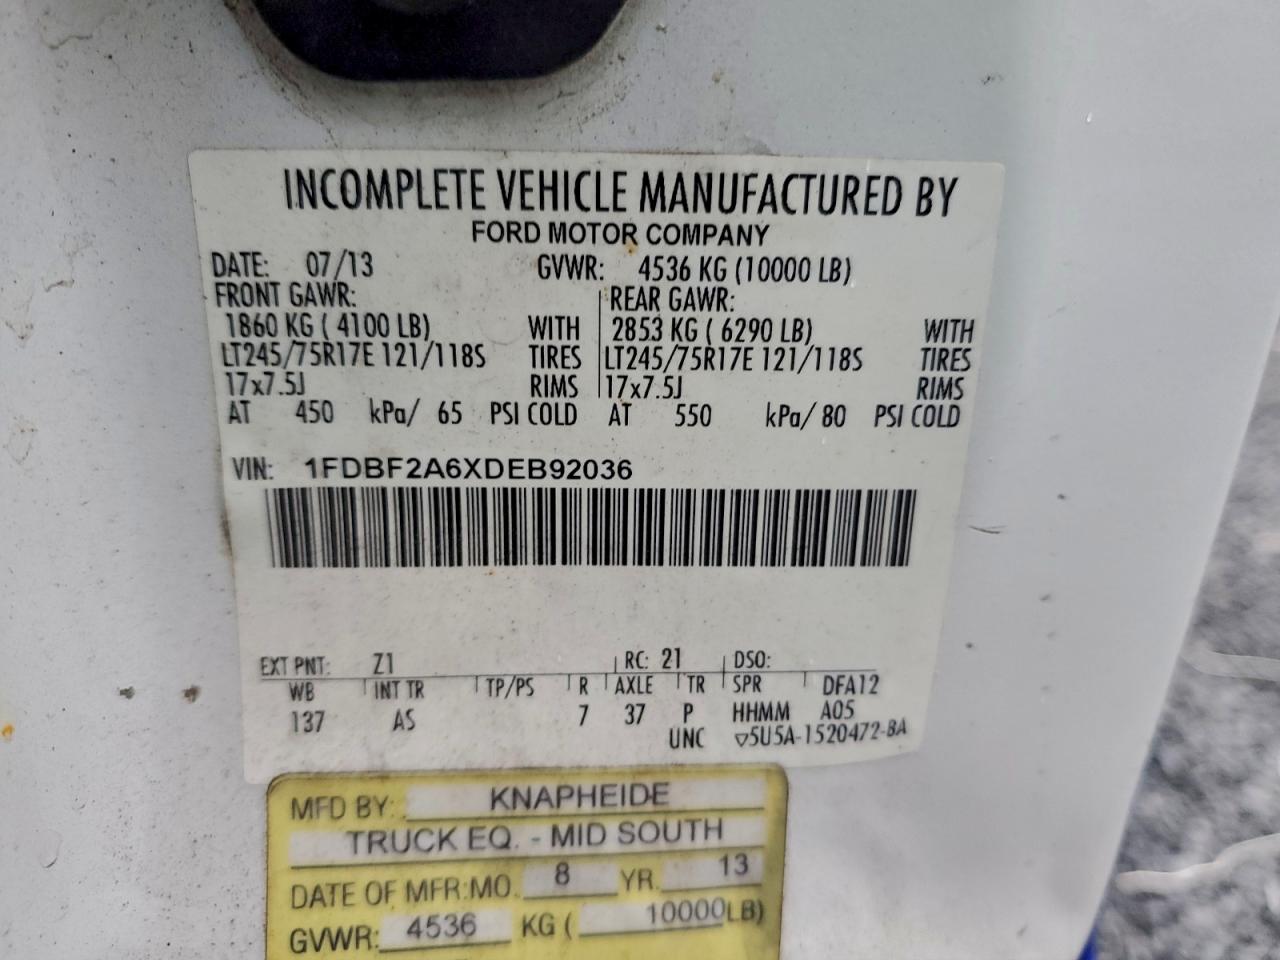 INCOMPLETE VEHICLE MANUFACTURED BY
FORD MOTOR COMPANY
DATE: 07/13 GVWR: 4536 KG (10000 LB)
FRONT GAWR: REAR GAWR:
1860 KG ( 4100 LB) WITH 2853 KG ( 6290 LB) WITH
LT245/75R17E 121/118S TIRES LT245/75R17E 121/118S TIRES
17x7.5J RIMS 17x7.5J RIMS
AT 450 kPa/ 65 PSI COLD AT 550 kPa/ 80 PSI COLD
VIN: 1FDBF2A6XDEB92036
EXT PNT: Z1 RC: 21 DSO:
WB INT TR TP/PS R AXLE TR SPR DFA12
137 AS 7 37 P HHMM A05
UNC ▽5U5A-1520472-BA
MFD BY: KNAPHEIDE
TRUCK EQ. - MID SOUTH
DATE OF MFR: MO. 8 YR. 13
GVWR: 4536 KG ( 10000 LB)